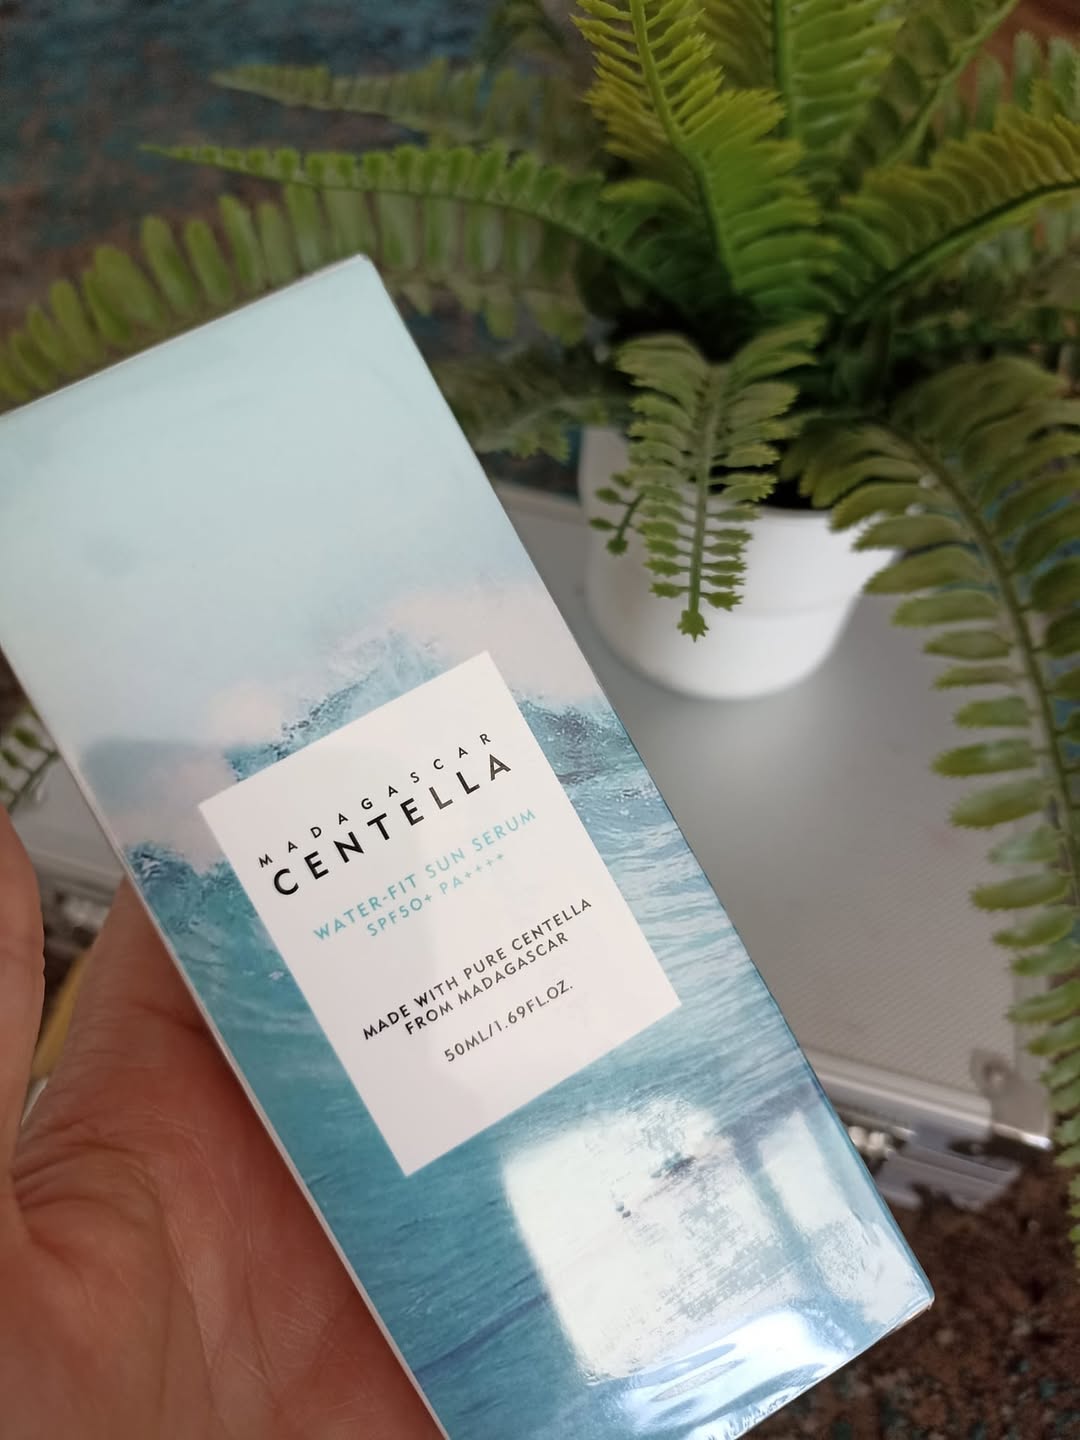 MADAGASCAR
CENTELLA
WATER-FIT SUN SERUM
SPF50+ PA++++
MADE WITH PURE CENTELLA
FROM MADAGASCAR
50ML/1.69FL.OZ.